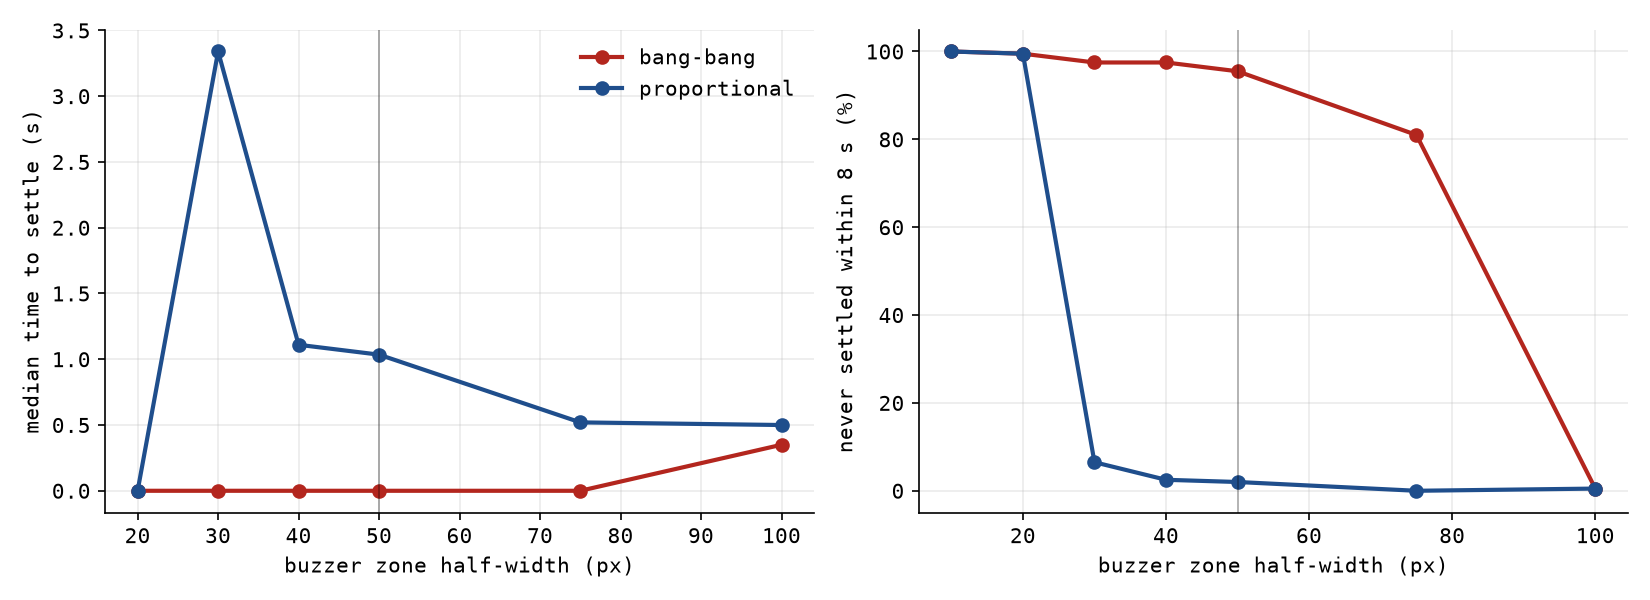 3.5
3.0
2.5
2.0
1.5
1.0
0.5
0.0
median time to settle (s)
20 30 40 50 60 70 80 90 100
buzzer zone half-width (px)
bang-bang
proportional
100
80
60
40
20
0
never settled within 8 s (%)
20 40 60 80 100
buzzer zone half-width (px)